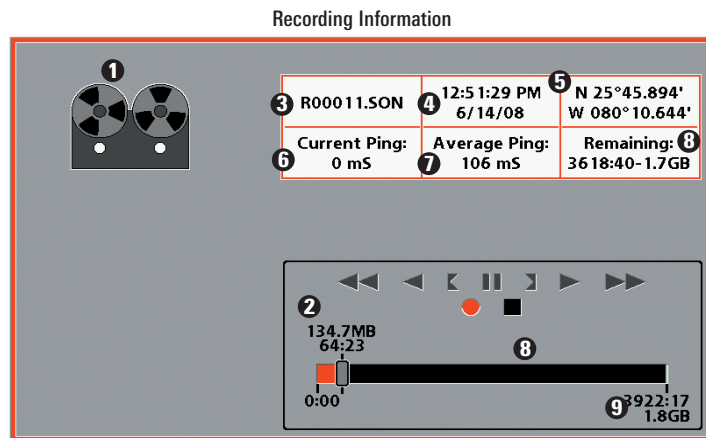 Recording Information
1
3 R00011.SON
4 12:51:29 PM
6/14/08
5 N 25°45.894'
W 080°10.644'
6 Current Ping:
0 mS
7 Average Ping:
106 mS
Remaining: 8
3618:40-1.7GB
2
134.7MB
64:23
8
0:00
9 3922:17
1.8GB